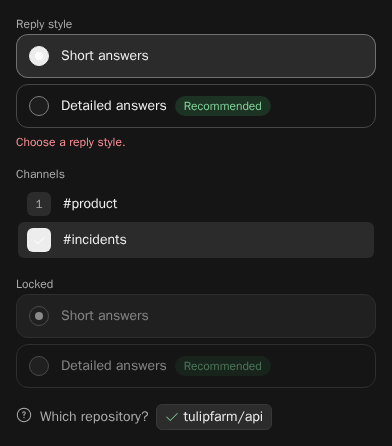 Reply style
Short answers
Detailed answers Recommended
Choose a reply style.
Channels
1 #product
#incidents
Locked
Short answers
Detailed answers Recommended
Which repository? tulipfarm/api